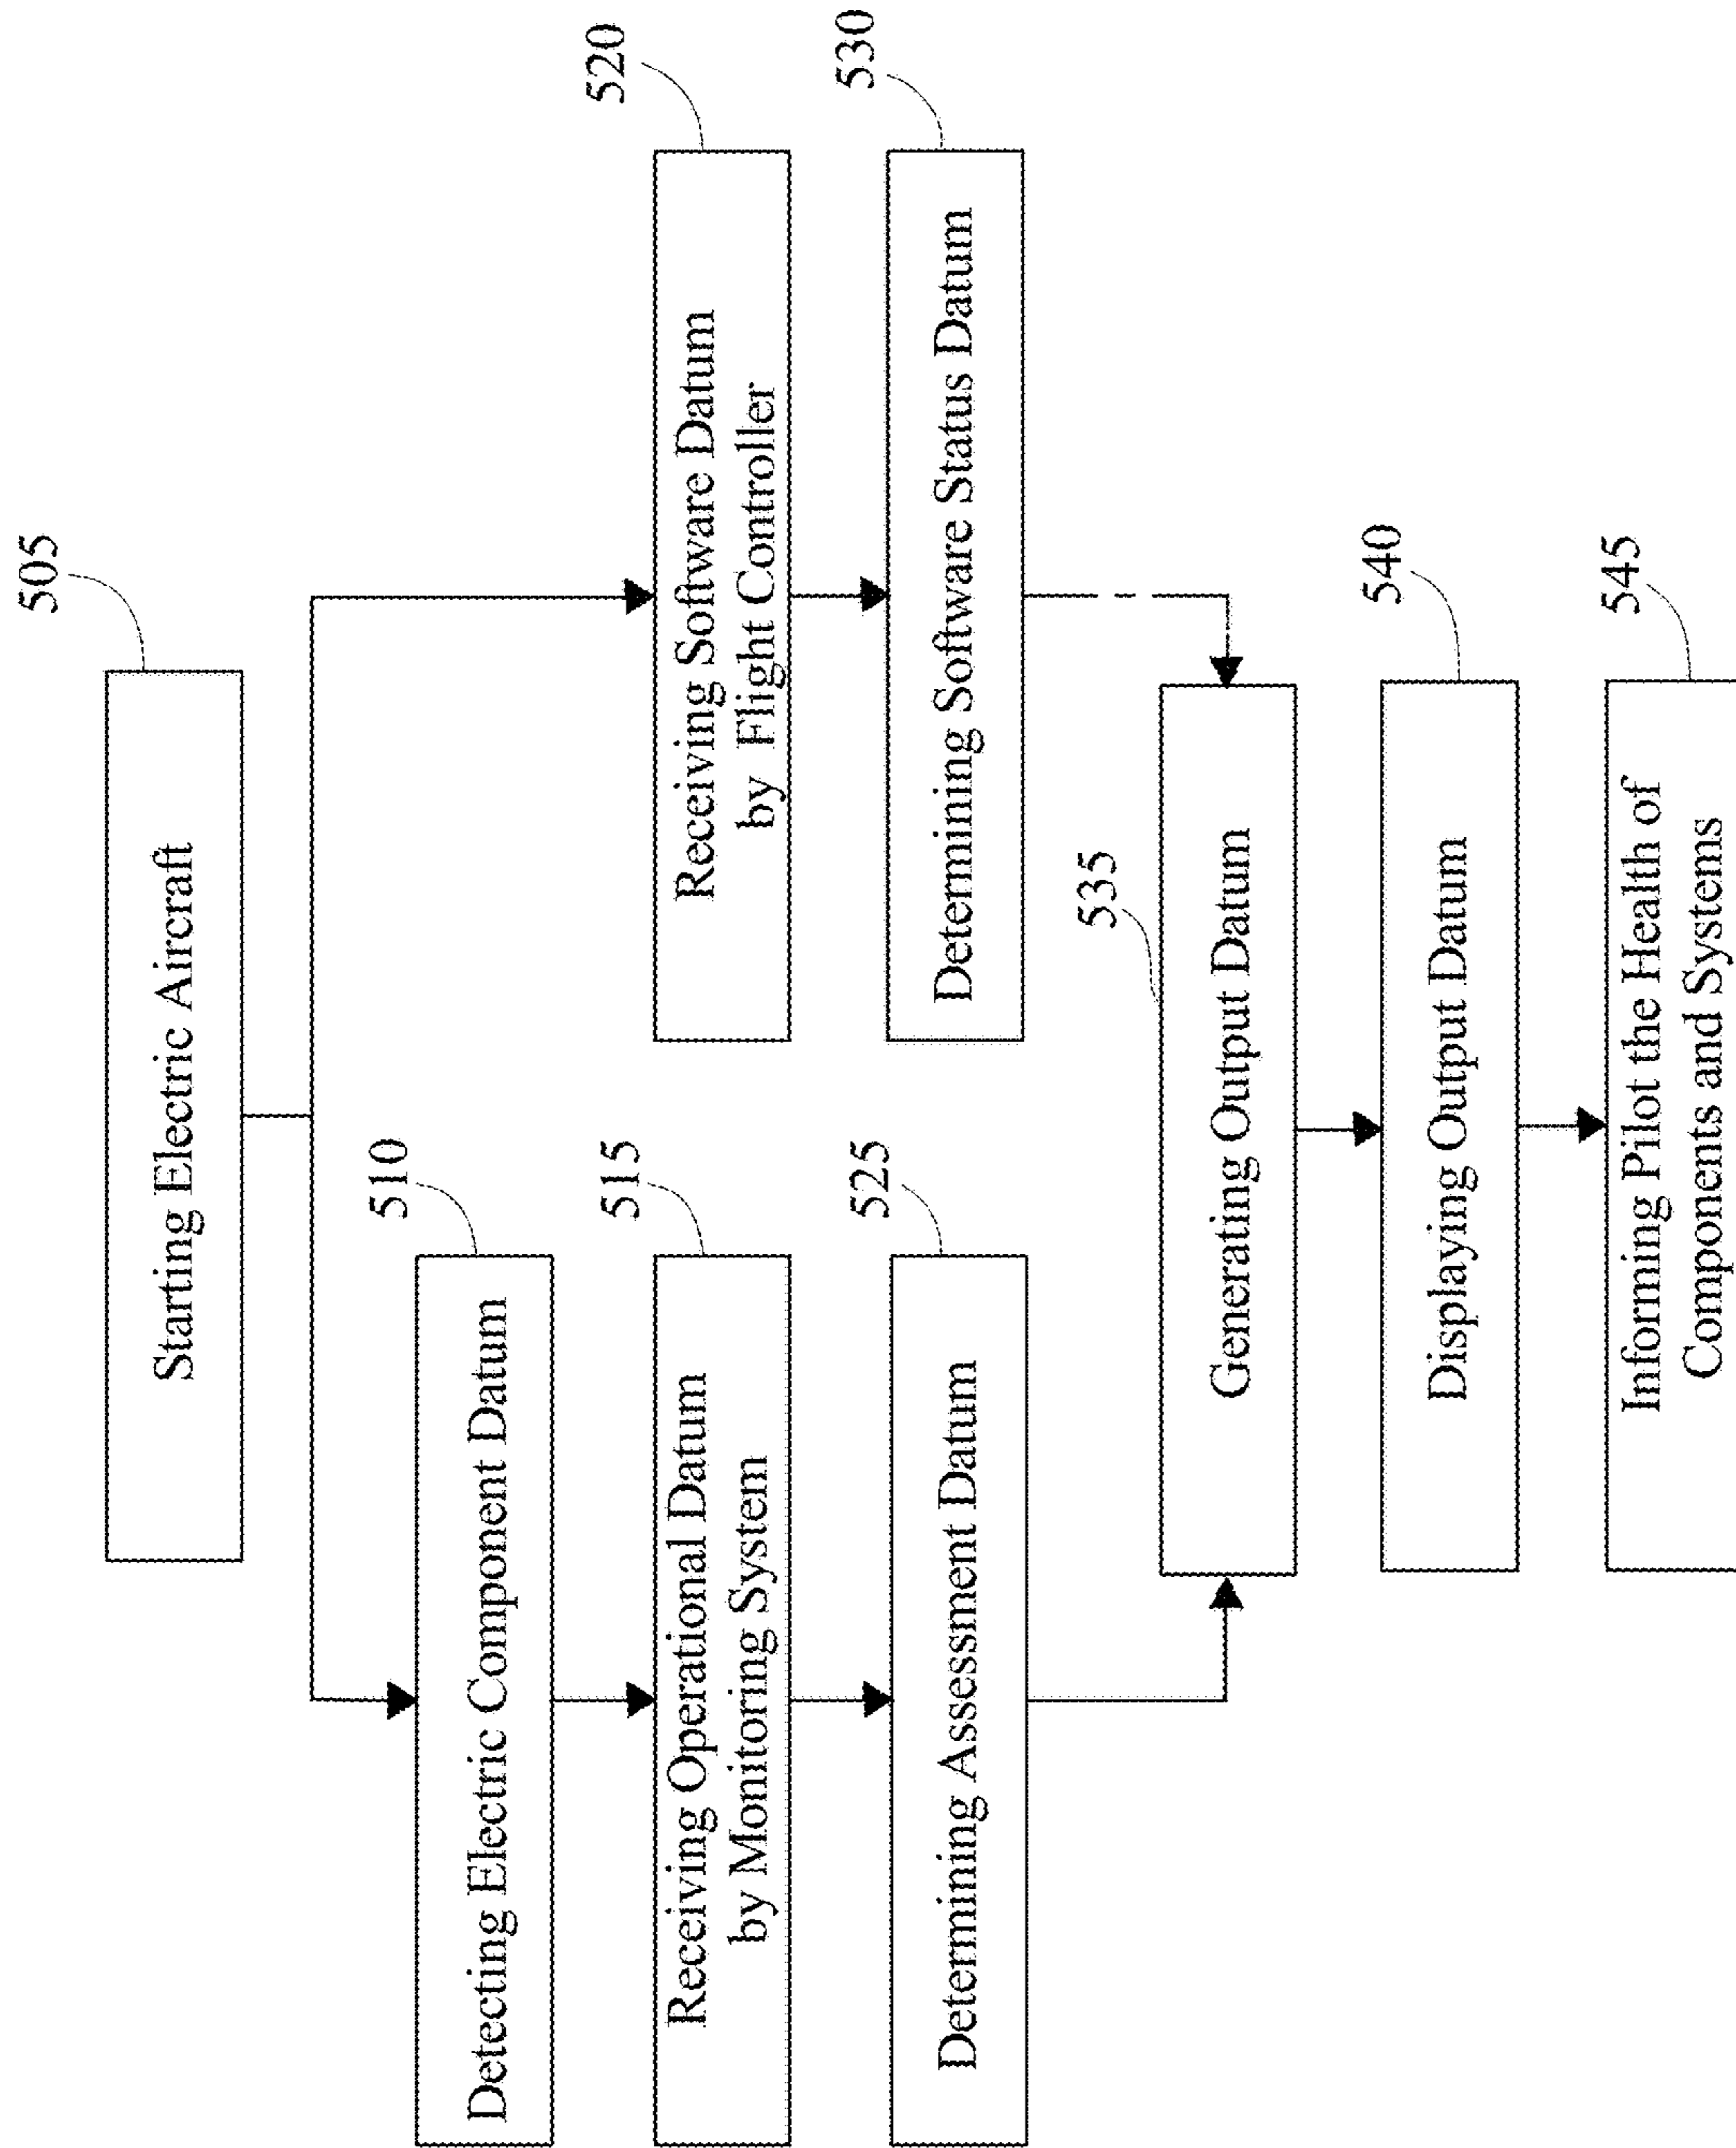 505
Starting Electric Aircraft
510
Detecting Electric Component Datum
515
Receiving Operational Datum
by Monitoring System
520
Receiving Software Datum
by Flight Controller
525
Determining Assessment Datum
530
Determining Software Status Datum
535
Generating Output Datum
540
Displaying Output Datum
545
Informing Pilot the Health of
Components and Systems